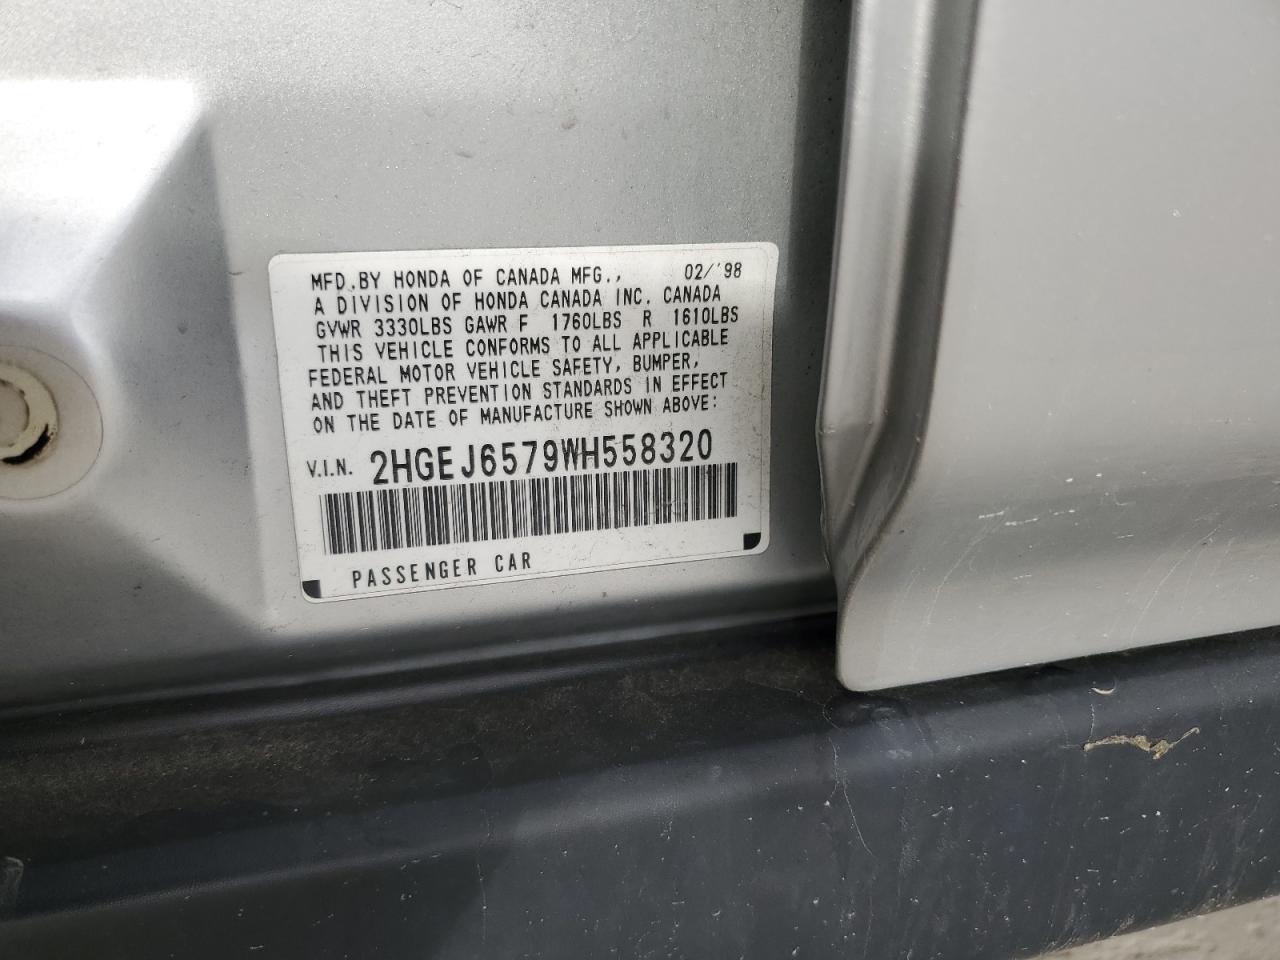 MFD.BY HONDA OF CANADA MFG., 02/'98
A DIVISION OF HONDA CANADA INC. CANADA
GVWR 3330LBS GAWR F 1760LBS R 1610LBS
THIS VEHICLE CONFORMS TO ALL APPLICABLE
FEDERAL MOTOR VEHICLE SAFETY, BUMPER,
AND THEFT PREVENTION STANDARDS IN EFFECT
ON THE DATE OF MANUFACTURE SHOWN ABOVE:
V.I.N. 2HGEJ6579WH558320
PASSENGER CAR